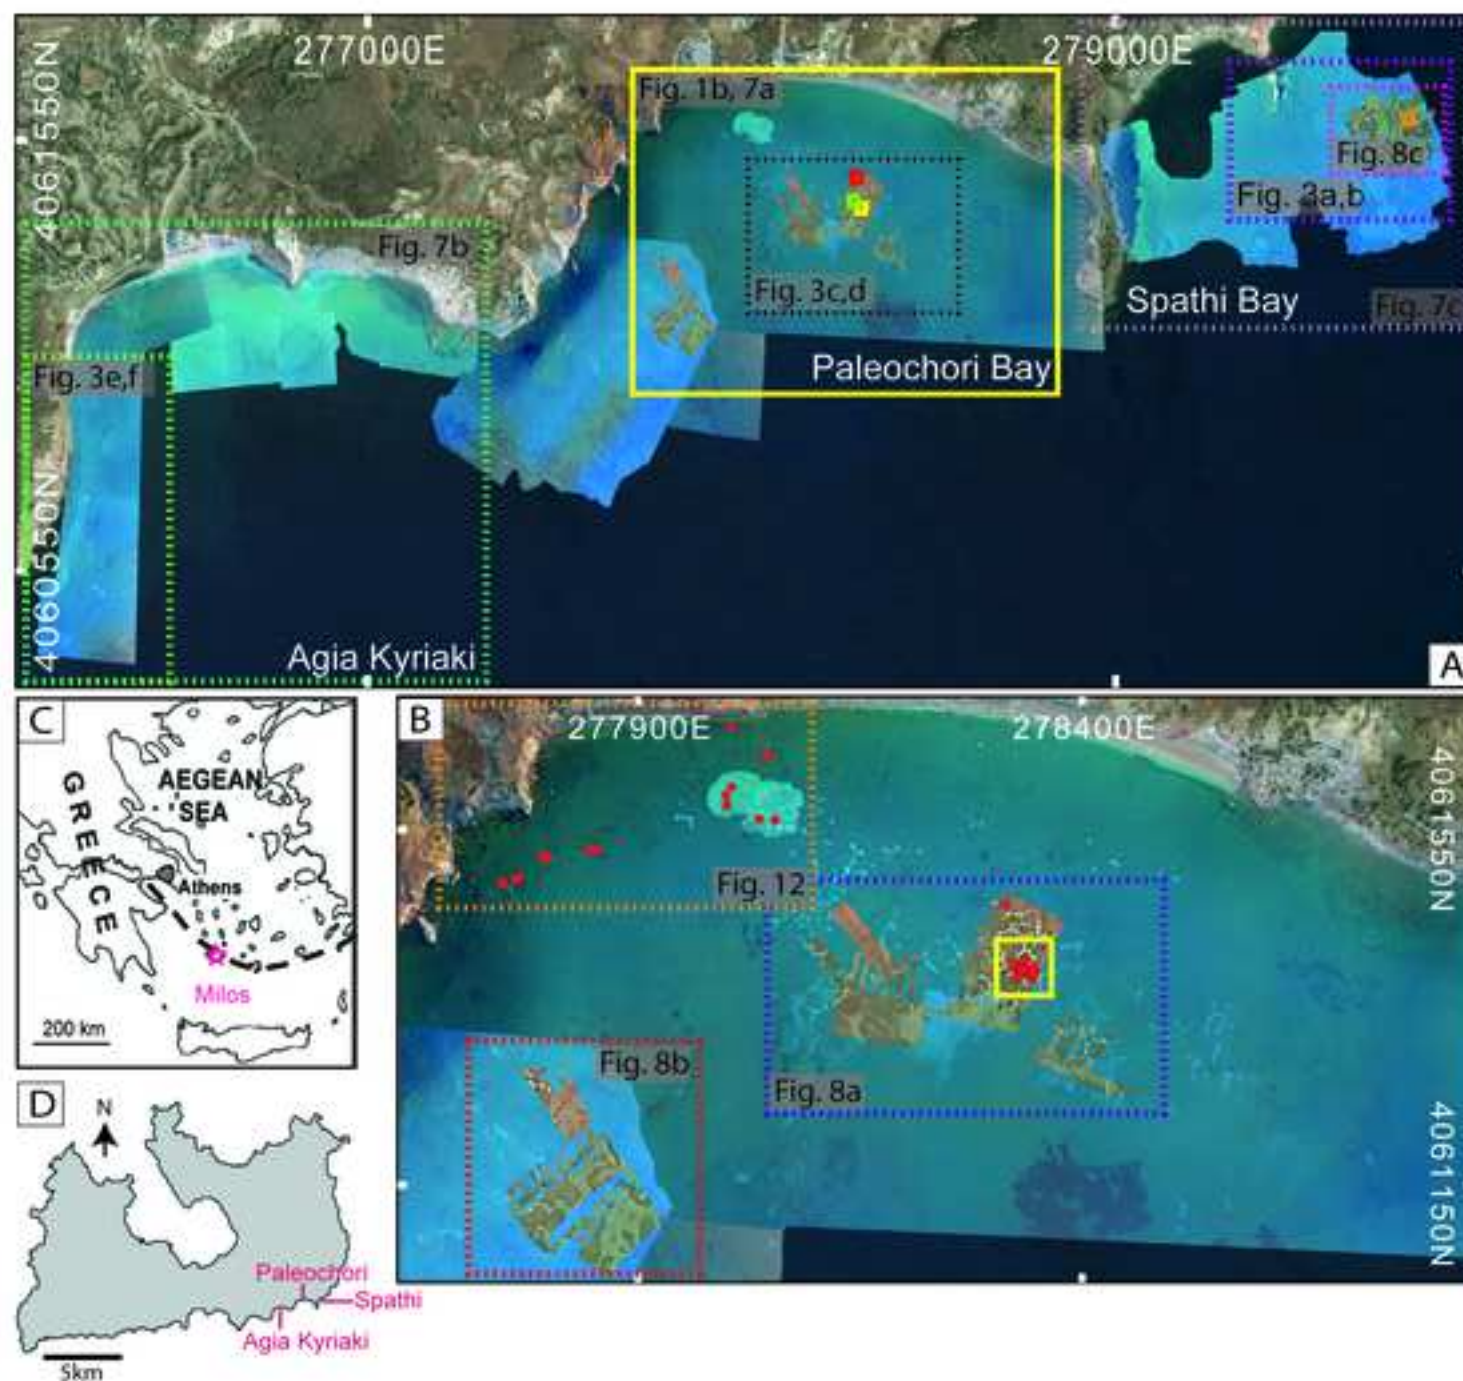 277000E
279000E
4061550N
4060550N
Fig. 1b, 7a
Fig. 8c
Fig. 3a,b
Fig. 7b
Fig. 3c,d
Spathi Bay
Fig. 7c
Fig. 3e,f
Paleochori Bay
Agia Kyriaki
A
C
GREECE
AEGEAN
SEA
Athens
Milos
200 km
B
277900E
278400E
4061550N
Fig. 12
Fig. 8a
Fig. 8b
4061150N
D
N
Paleochori
Spathi
Agia Kyriaki
5km